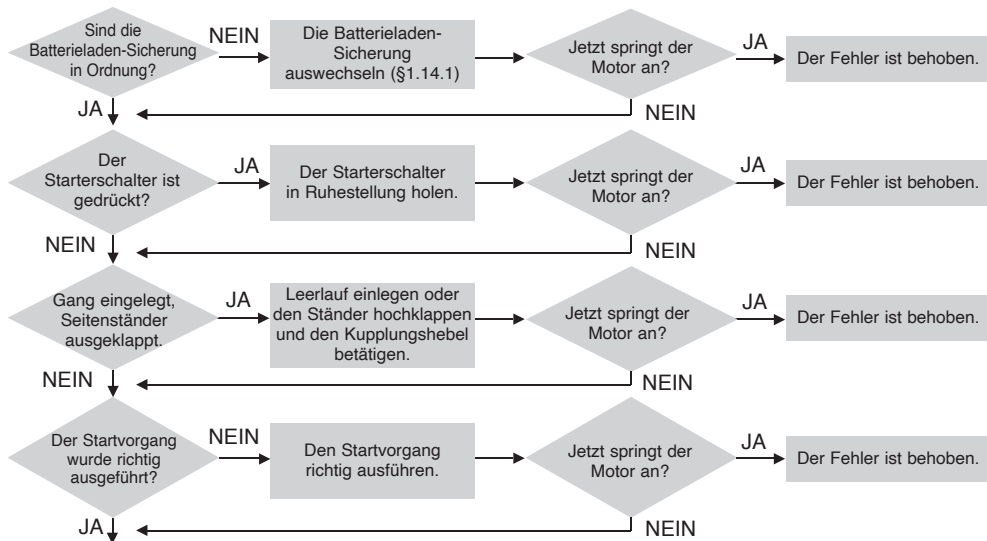 Sind die
Batterieladen-Sicherung
in Ordnung?
NEIN
Die Batterieladen-
Sicherung
auswechseln (§1.14.1)
Jetzt springt der
Motor an?
JA
Der Fehler ist behoben.
JA
NEIN
Der
Starterschalter ist
gedrückt?
JA
Der Starterschalter
in Ruhestellung holen.
Jetzt springt der
Motor an?
JA
Der Fehler ist behoben.
NEIN
NEIN
Gang eingelegt,
Seitenständer
ausgeklappt.
JA
Leerlauf einlegen oder
den Ständer hochklappen
und den Kupplungshebel
betätigen.
Jetzt springt der
Motor an?
JA
Der Fehler ist behoben.
NEIN
NEIN
Der Startvorgang
wurde richtig
ausgeführt?
NEIN
Den Startvorgang
richtig ausführen.
Jetzt springt der
Motor an?
JA
Der Fehler ist behoben.
JA
NEIN